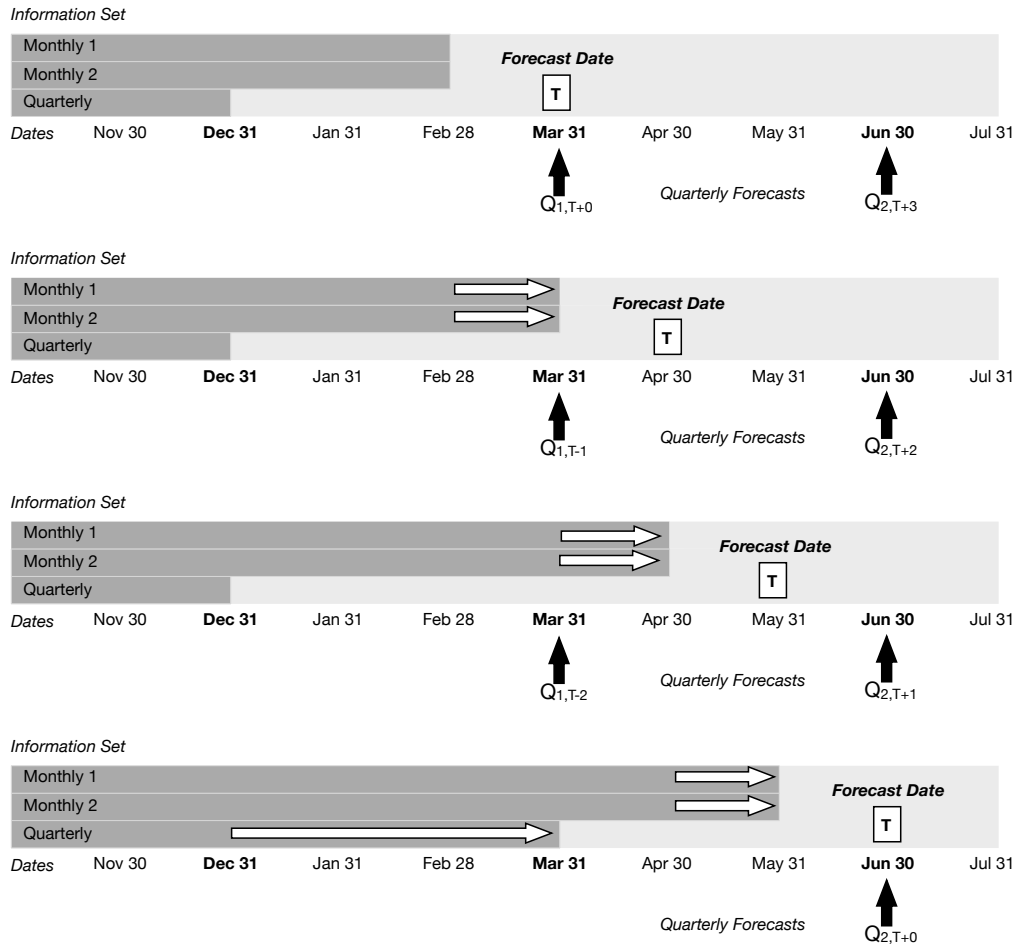 Information Set
Monthly 1
Forecast Date
Monthly 2
T
Quarterly
Dates Nov 30 Dec 31 Jan 31 Feb 28 Mar 31 Apr 30 May 31 Jun 30 Jul 31
Quarterly Forecasts
Q1,T+0 Q2,T+3
Information Set
Monthly 1
Forecast Date
Monthly 2
T
Quarterly
Dates Nov 30 Dec 31 Jan 31 Feb 28 Mar 31 Apr 30 May 31 Jun 30 Jul 31
Quarterly Forecasts
Q1,T-1 Q2,T+2
Information Set
Monthly 1
Forecast Date
Monthly 2
T
Quarterly
Dates Nov 30 Dec 31 Jan 31 Feb 28 Mar 31 Apr 30 May 31 Jun 30 Jul 31
Quarterly Forecasts
Q1,T-2 Q2,T+1
Information Set
Monthly 1
Forecast Date
Monthly 2
T
Quarterly
Dates Nov 30 Dec 31 Jan 31 Feb 28 Mar 31 Apr 30 May 31 Jun 30 Jul 31
Quarterly Forecasts
Q2,T+0